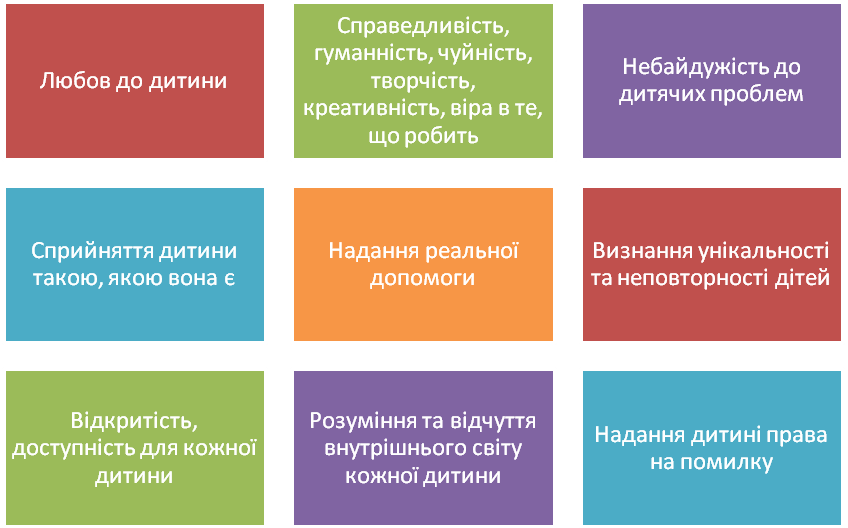 Любов до дитини
Справедливість,
гуманність, чуйність,
творчість,
креативність, віра в те,
що робить
Небайдужість до
дитячих проблем
Сприйняття дитини
такою, якою вона є
Надання реальної
допомоги
Визнання унікальності
та неповторності дітей
Відкритість,
доступність для кожної
дитини
Розуміння та відчуття
внутрішнього світу
кожної дитини
Надання дитині права
на помилку